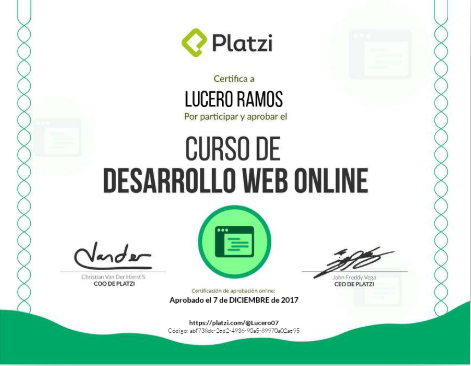 Platzi
Certifica a
LUCERO RAMOS
Por participar y aprobar el
CURSO DE
DESARROLLO WEB ONLINE
Christian Van Der Henst S.
COO DE PLATZI
John Freddy Vega
CEO DE PLATZI
Certificación de aprobación online:
Aprobado el 7 de DICIEMBRE de 2017
https://platzi.com/@Lucero07
Código: